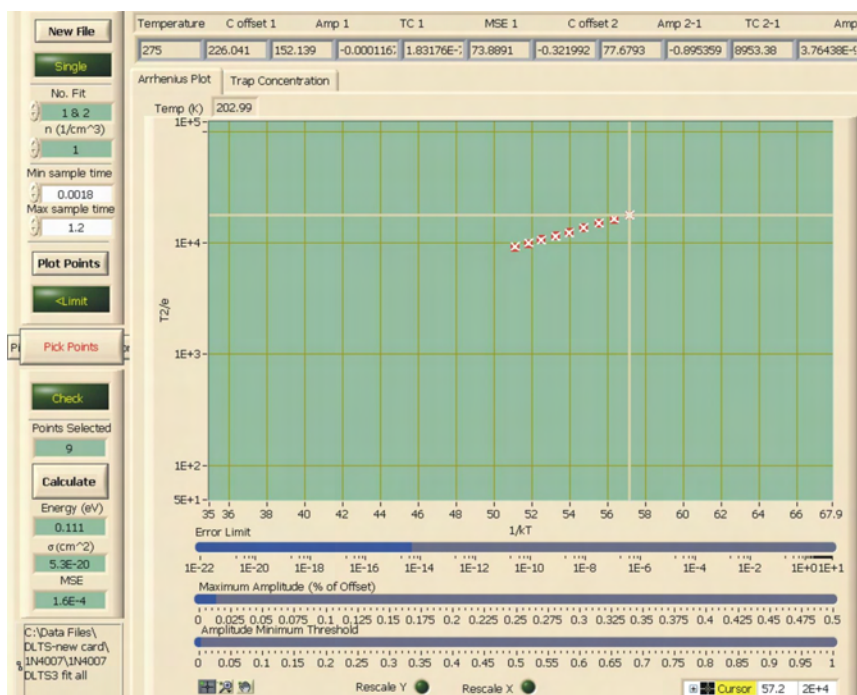 New File
Single
No. Fit
1 & 2
n (1/cm^3)
1
Min sample time
0.0018
Max sample time
1.2
Plot Points
<Limit
Pick Points
Check
Points Selected
9
Calculate
Energy (eV)
0.111
σ(cm^2)
5.3E-20
MSE
1.6E-4
C:\Data Files\
DLTS-new card\
1N4007\1N4007
DLTS3 fit all
Temperature C offset 1 Amp 1 TC 1 MSE 1 C offset 2 Amp 2-1 TC 2-1 Amp
275 226.041 152.139 -0.000116 1.83176E- 73.8891 -0.321992 77.6793 -0.895359 8953.38 3.76438E-
Arrhenius Plot Trap Concentration
Temp (K) 202.99
1E+5
1E+4
T2/e
1E+3
1E+2
5E+1
35 36 38 40 42 44 46 48 50 52 54 56 58 60 62 64 66 67.9
1/kT
Error Limit
1E-22 1E-20 1E-18 1E-16 1E-14 1E-12 1E-10 1E-8 1E-6 1E-4 1E-2 1E+0 1E+1
Maximum Amplitude (% of Offset)
0 0.025 0.05 0.075 0.1 0.125 0.15 0.175 0.2 0.225 0.25 0.275 0.3 0.325 0.35 0.375 0.4 0.425 0.45 0.5
Amplitude Minimum Threshold
0 0.05 0.1 0.15 0.2 0.25 0.3 0.35 0.4 0.45 0.5 0.55 0.6 0.65 0.7 0.75 0.8 0.85 0.9 1
Rescale Y Rescale X Cursor 57.2 2E+4